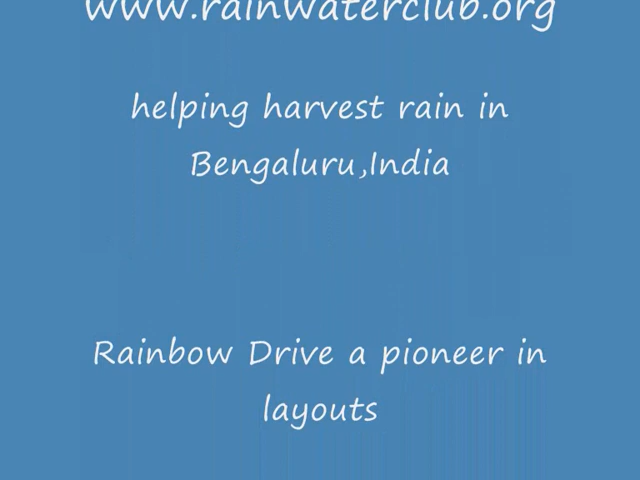 www.rainwaterclub.org
helping harvest rain in
Bengaluru,India
Rainbow Drive a pioneer in
layouts